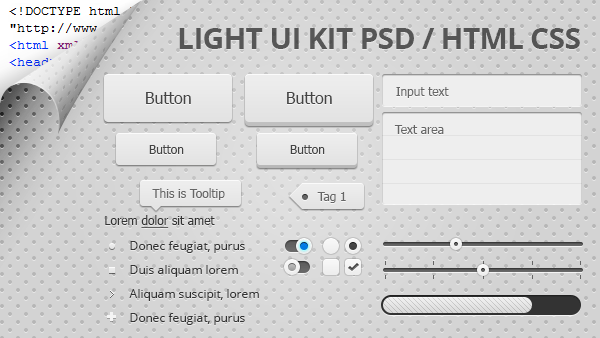 <!DOCTYPE html
"http://www
<html xml
<head
LIGHT UI KIT PSD / HTML CSS
Button
Button
Input text
Text area
Button
Button
This is Tooltip
Tag 1
Lorem dolor sit amet
Donec feugiat, purus
Duis aliquam lorem
Aliquam suscipit, lorem
Donec feugiat, purus